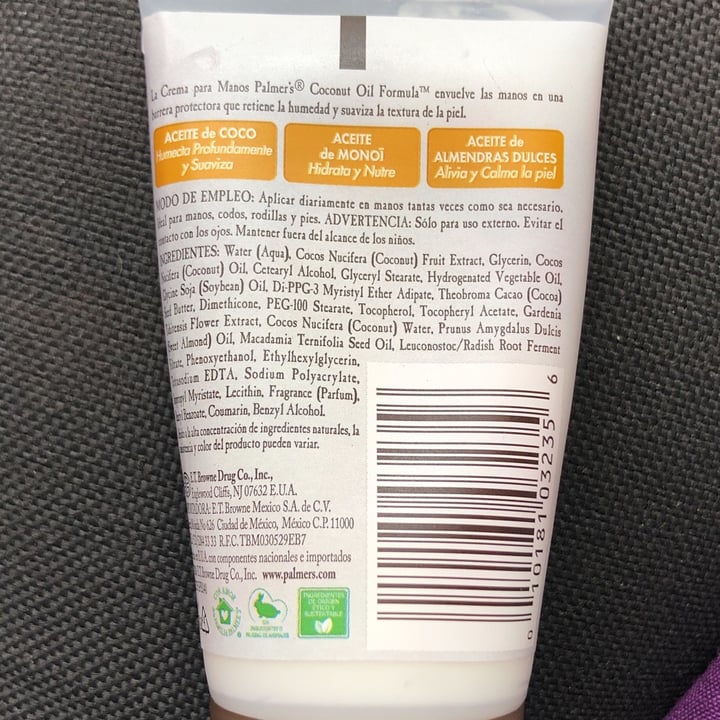 La Crema para Manos Palmer's® Coconut Oil Formula™ envuelve las manos en una
barrera protectora que retiene la humedad y suaviza la textura de la piel.
ACEITE de COCO
Humecta Profundamente
y Suaviza
ACEITE
de MONOÏ
Hidrata y Nutre
ACEITE de
ALMENDRAS DULCES
Alivia y Calma la piel
MODO DE EMPLEO: Aplicar diariamente en manos tantas veces como sea necesario.
Ideal para manos, codos, rodillas y pies. ADVERTENCIA: Sólo para uso externo. Evitar el
contacto con los ojos. Mantener fuera del alcance de los niños.
INGREDIENTES: Water (Aqua), Cocos Nucifera (Coconut) Fruit Extract, Glycerin, Cocos
Nucifera (Coconut) Oil, Cetearyl Alcohol, Glyceryl Stearate, Hydrogenated Vegetable Oil,
Glycine Soja (Soybean) Oil, Di-PPG-3 Myristyl Ether Adipate, Theobroma Cacao (Cocoa)
Seed Butter, Dimethicone, PEG-100 Stearate, Tocopherol, Tocopheryl Acetate, Gardenia
Flower Extract, Cocos Nucifera (Coconut) Water, Prunus Amygdalus Dulcis
(Sweet Almond) Oil, Macadamia Ternifolia Seed Oil, Leuconostoc/Radish Root Ferment
Filtrate, Phenoxyethanol, Ethylhexylglycerin,
EDTA, Sodium Polyacrylate,
Myristate, Lecithin, Fragrance (Parfum),
Benzoate, Coumarin, Benzyl Alcohol.
a la alta concentración de ingredientes naturales, la
y color del producto pueden variar.
E.T. Browne Drug Co., Inc.,
Englewood Cliffs, NJ 07632 E.U.A.
E.T. Browne Mexico S.A. de C.V.
No 626 Ciudad de México, México C.P. 11000
33 R.F.C. TBM030529EB7
E.U.A. con componentes nacionales e importados
E.T. Browne Drug Co., Inc. www.palmers.com
INGREDIENTES
DE ORIGEN
ÉTICO Y
SUSTENTABLE
0 10181 03235 6